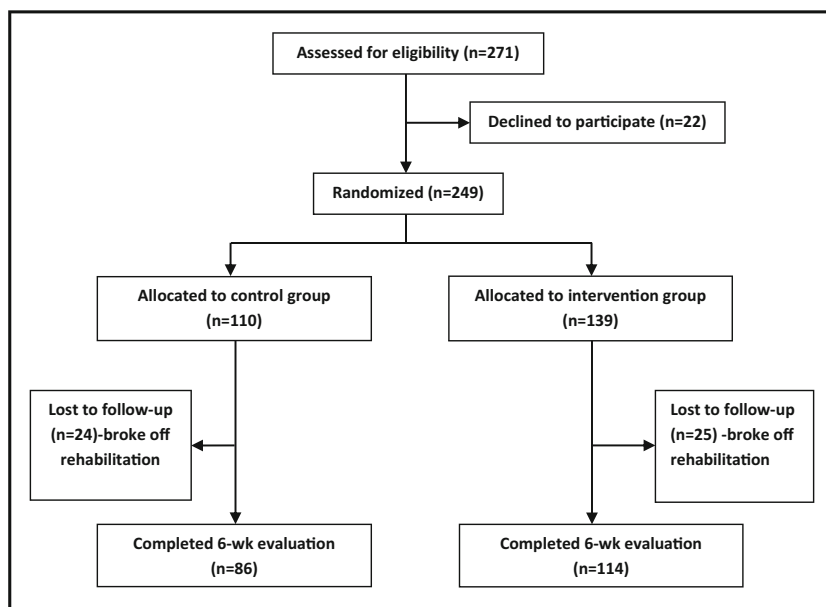 Assessed for eligibility (n=271)
Declined to participate (n=22)
Randomized (n=249)
Allocated to control group
(n=110)
Allocated to intervention group
(n=139)
Lost to follow-up
(n=24)-broke off
rehabilitation
Lost to follow-up
(n=25) -broke off
rehabilitation
Completed 6-wk evaluation
(n=86)
Completed 6-wk evaluation
(n=114)